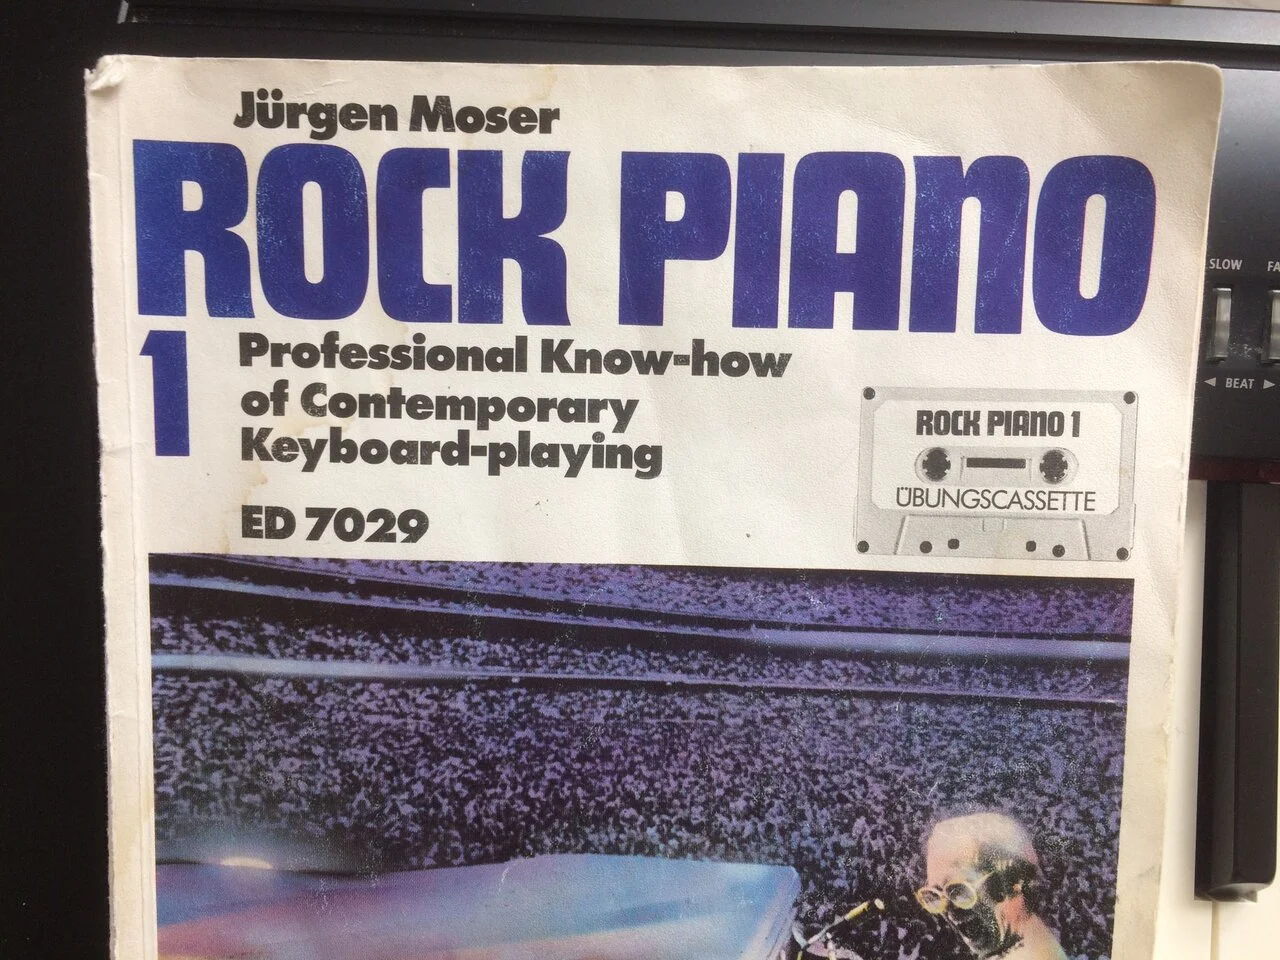 Jürgen Moser
ROCK PIANO
1
Professional Know-how
of Contemporary
Keyboard-playing
ED 7029
ROCK PIANO 1
ÜBUNGSCASSETTE
SLOW FA
◄ BEAT ►